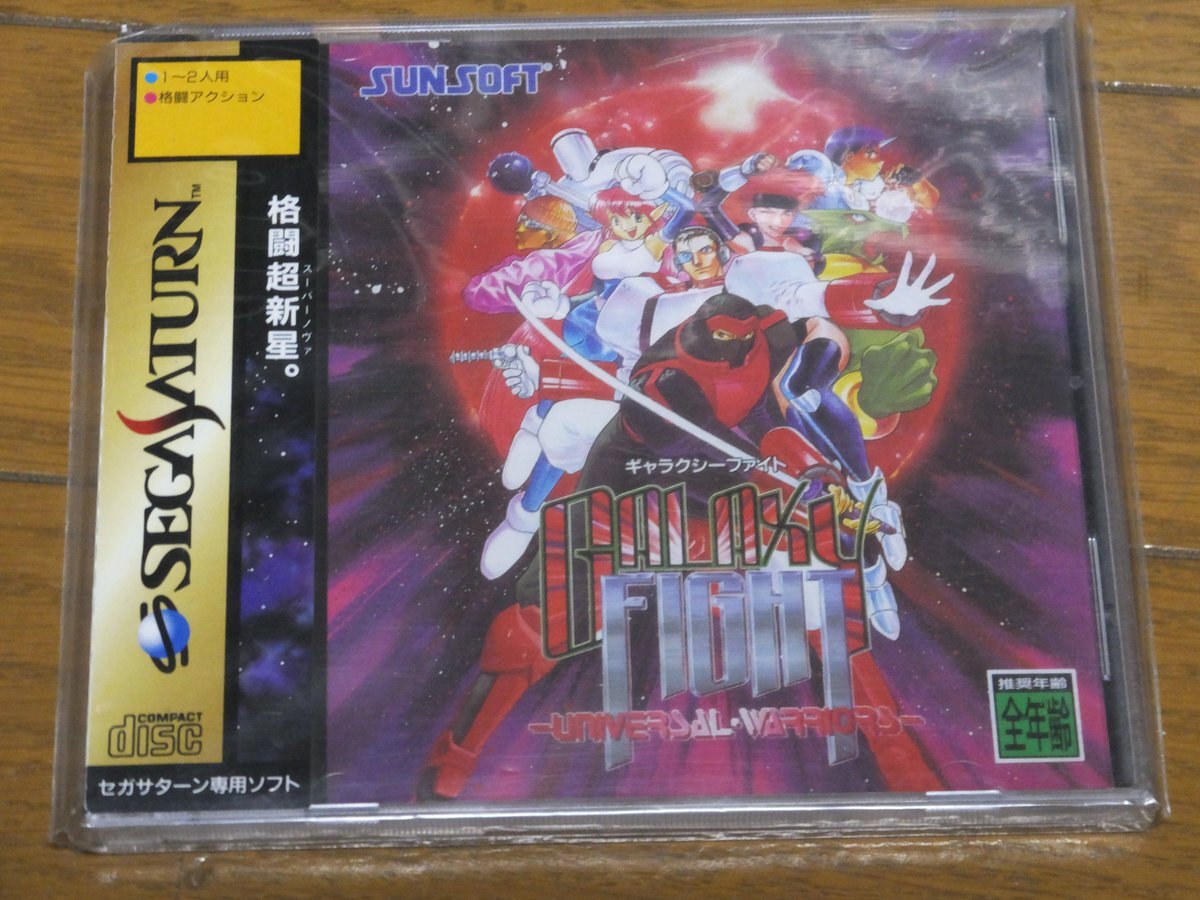 ●1〜2人用
●格闘アクション
SEGA SATURN™
格闘超新星。
スーパーノヴァ
COMPACT
disc
セガサターン専用ソフト
SUNSOFT®
ギャラクシーファイト
GALAXY
FIGHT
-UNIVERSAL・WARRIORS-
推奨年齢
全年齢